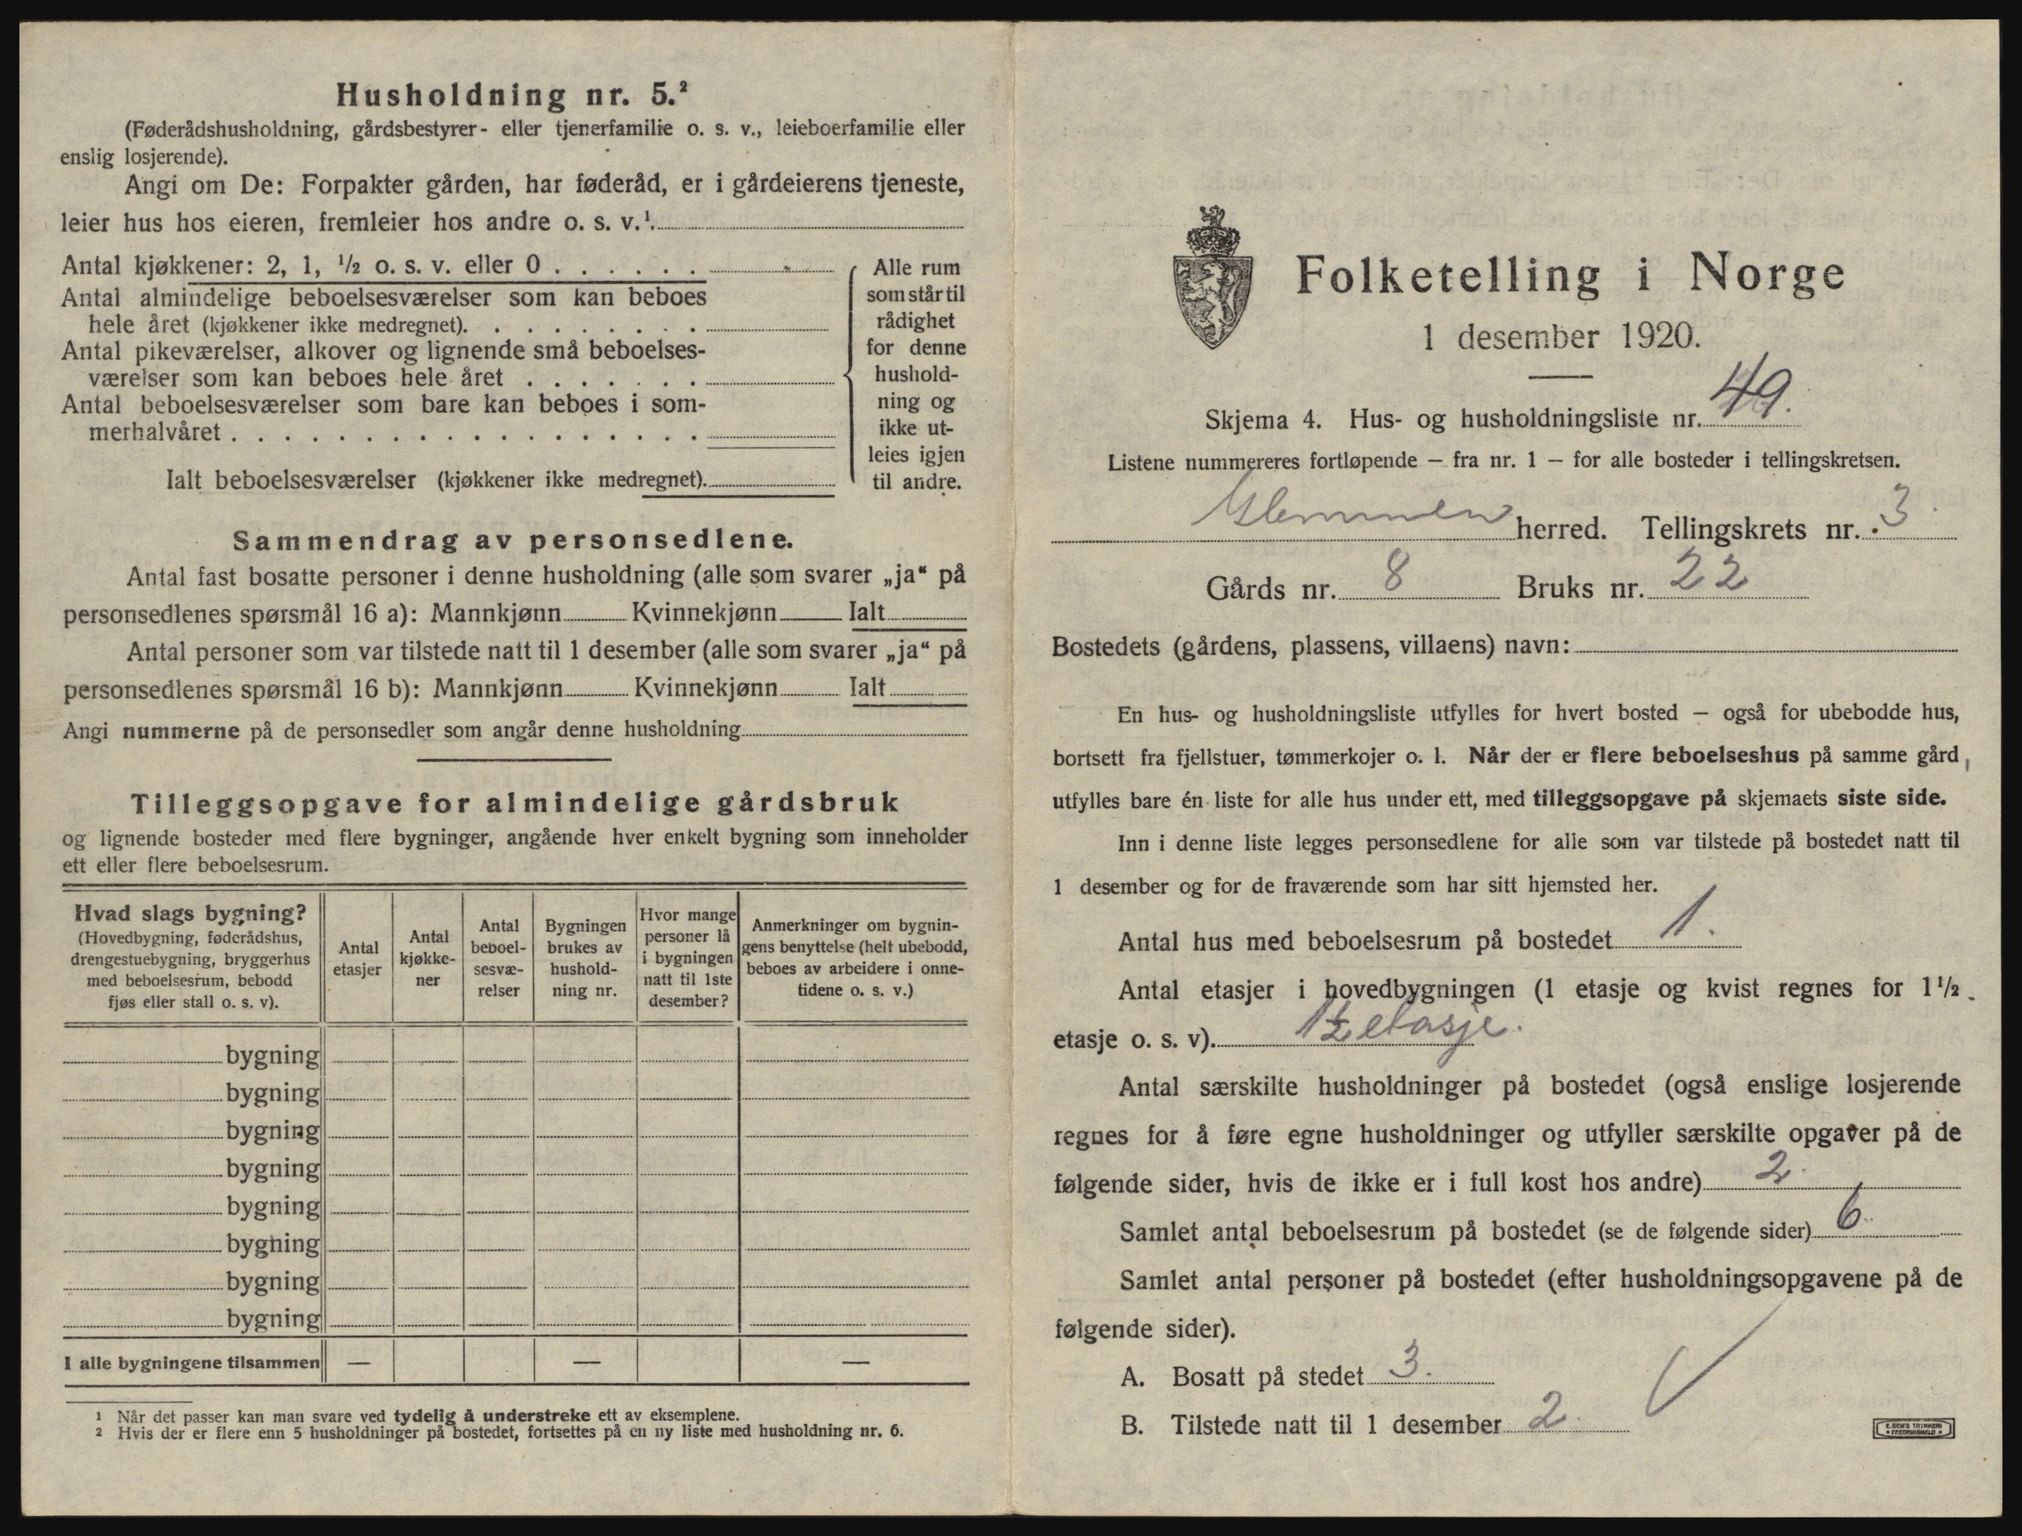 Husholdning nr. 5.²
(Føderådshusholdning, gårdsbestyrer- eller tjenerfamilie o. s. v., leieboerfamilie eller
enslig losjerende).
Angi om De: Forpakter gården, har føderåd, er i gårdeierens tjeneste,
leier hus hos eieren, fremleier hos andre o. s. v.¹.
Antal kjøkkener: 2, 1, ½ o. s. v. eller 0 . . . . . .
Antal almindelige beboelsesværelser som kan beboes
hele året (kjøkkener ikke medregnet). . . . . . . . .
Antal pikeværelser, alkover og lignende små beboelses-
værelser som kan beboes hele året . . . . . . .
Antal beboelsesværelser som bare kan beboes i som-
merhalvåret . . . . . . . . . . . . . . . . . .
Ialt beboelsesværelser (kjøkkener ikke medregnet).
Alle rum
som står til
rådighet
for denne
hushold-
ning og
ikke ut-
leies igjen
til andre.
Sammendrag av personsedlene.
Antal fast bosatte personer i denne husholdning (alle som svarer „ja“ på
personsedlenes spørsmål 16 a): Mannkjønn Kvinnekjønn Ialt
Antal personer som var tilstede natt til 1 desember (alle som svarer „ja“ på
personsedlenes spørsmål 16 b): Mannkjønn Kvinnekjønn Ialt
Angi nummerne på de personsedler som angår denne husholdning
Tilleggsopgave for almindelige gårdsbruk
og lignende bosteder med flere bygninger, angående hver enkelt bygning som inneholder
ett eller flere beboelsesrum.
Hvad slags bygning?
(Hovedbygning, føderådshus,
drengestuebygning, bryggerhus
med beboelsesrum, bebodd
fjøs eller stall o. s. v).
Antal
etasjer
Antal
kjøkke-
ner
Antal
beboel-
sesvæ-
relser
Bygningen
brukes av
hushold-
ning nr.
Hvor mange
personer lå
i bygningen
natt til 1ste
desember?
Anmerkninger om bygnin-
gens benyttelse (helt ubebodd,
beboes av arbeidere i onne-
tidene o. s. v.)
bygning
bygning
bygning
bygning
bygning
bygning
bygning
bygning
I alle bygningene tilsammen — — —
¹ Når det passer kan man svare ved tydelig å understreke ett av eksemplene.
² Hvis der er flere enn 5 husholdninger på bostedet, fortsettes på en ny liste med husholdning nr. 6.
Folketelling i Norge
1 desember 1920.
Skjema 4. Hus- og husholdningsliste nr. 49.
Listene nummereres fortløpende — fra nr. 1 — for alle bosteder i tellingskretsen.
Glemmen herred. Tellingskrets nr. 3.
Gårds nr. 8 Bruks nr. 22
Bostedets (gårdens, plassens, villaens) navn:
En hus- og husholdningsliste utfylles for hvert bosted — også for ubebodde hus,
bortsett fra fjellstuer, tømmerkojer o. l. Når der er flere beboelseshus på samme gård,
utfylles bare én liste for alle hus under ett, med tilleggsopgave på skjemaets siste side.
Inn i denne liste legges personsedlene for alle som var tilstede på bostedet natt til
1 desember og for de fraværende som har sitt hjemsted her.
Antal hus med beboelsesrum på bostedet 1.
Antal etasjer i hovedbygningen (1 etasje og kvist regnes for 1½
etasje o. s. v). 1½ etasje.
Antal særskilte husholdninger på bostedet (også enslige losjerende
regnes for å føre egne husholdninger og utfyller særskilte opgaver på de
følgende sider, hvis de ikke er i full kost hos andre) 2.
Samlet antal beboelsesrum på bostedet (se de følgende sider) 6.
Samlet antal personer på bostedet (efter husholdningsopgavene på de
følgende sider).
A. Bosatt på stedet 3.
B. Tilstede natt til 1 desember 2.
E. SEMS TRYKKERI
FREDRIKSHALD